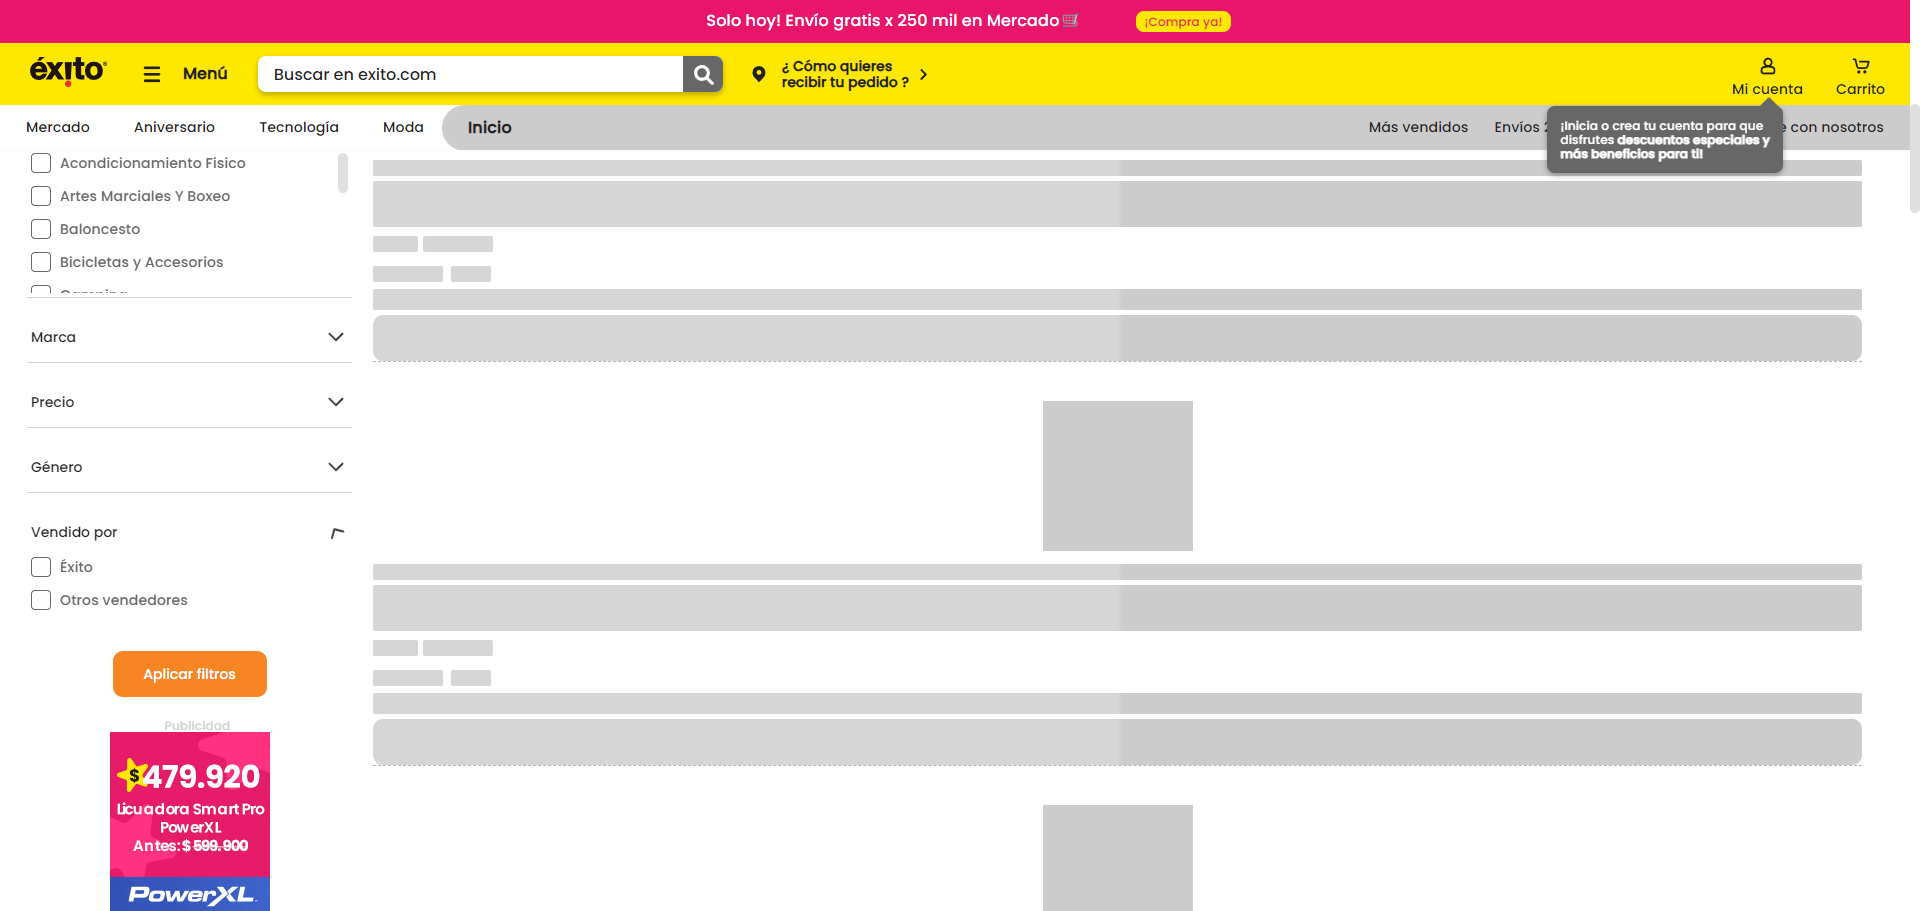 Solo hoy! Envío gratis x 250 mil en Mercado
¡Compra ya!
éxito
Menú
Buscar en exito.com
¿ Cómo quieres
recibir tu pedido ?
Mi cuenta
Carrito
Mercado
Aniversario
Tecnología
Moda
Inicio
Más vendidos
Envíos
con nosotros
¡Inicia o crea tu cuenta para que
disfrutes descuentos especiales y
más beneficios para ti!
Acondicionamiento Fisico
Artes Marciales Y Boxeo
Baloncesto
Bicicletas y Accesorios
Marca
Precio
Género
Vendido por
Éxito
Otros vendedores
Aplicar filtros
Publicidad
$479.920
Licuadora Smart Pro
PowerXL
Antes: $ 599.900
PowerXL